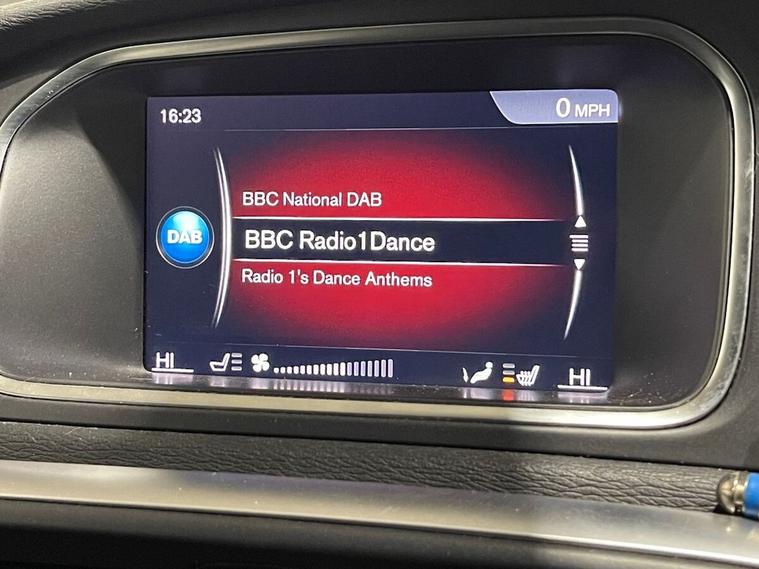 16:23
0 MPH
BBC National DAB
DAB
BBC Radio1Dance
Radio 1's Dance Anthems
HI
HI